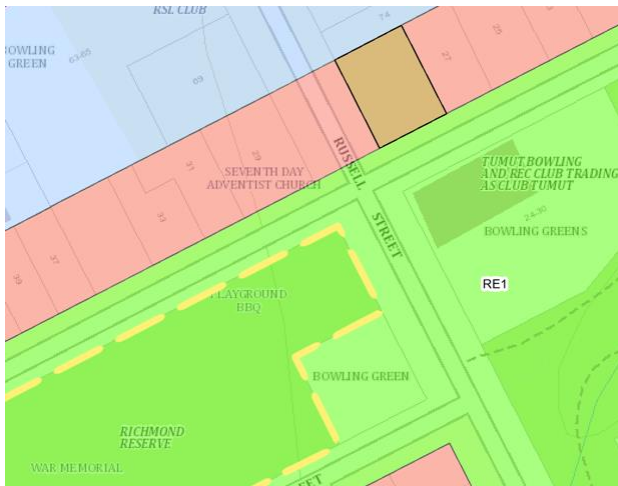 RSL CLUB
74
BOWLING
GREEN
63-65
69
27
25
RUSSELL
STREET
31
29
SEVENTH DAY
ADVENTIST CHURCH
TUMUT BOWLING
AND REC CLUB TRADING
AS CLUB TUMUT
33
24-30
BOWLING GREENS
37
39
RE1
PLAYGROUND
BBQ
BOWLING GREEN
RICHMOND
RESERVE
WAR MEMORIAL